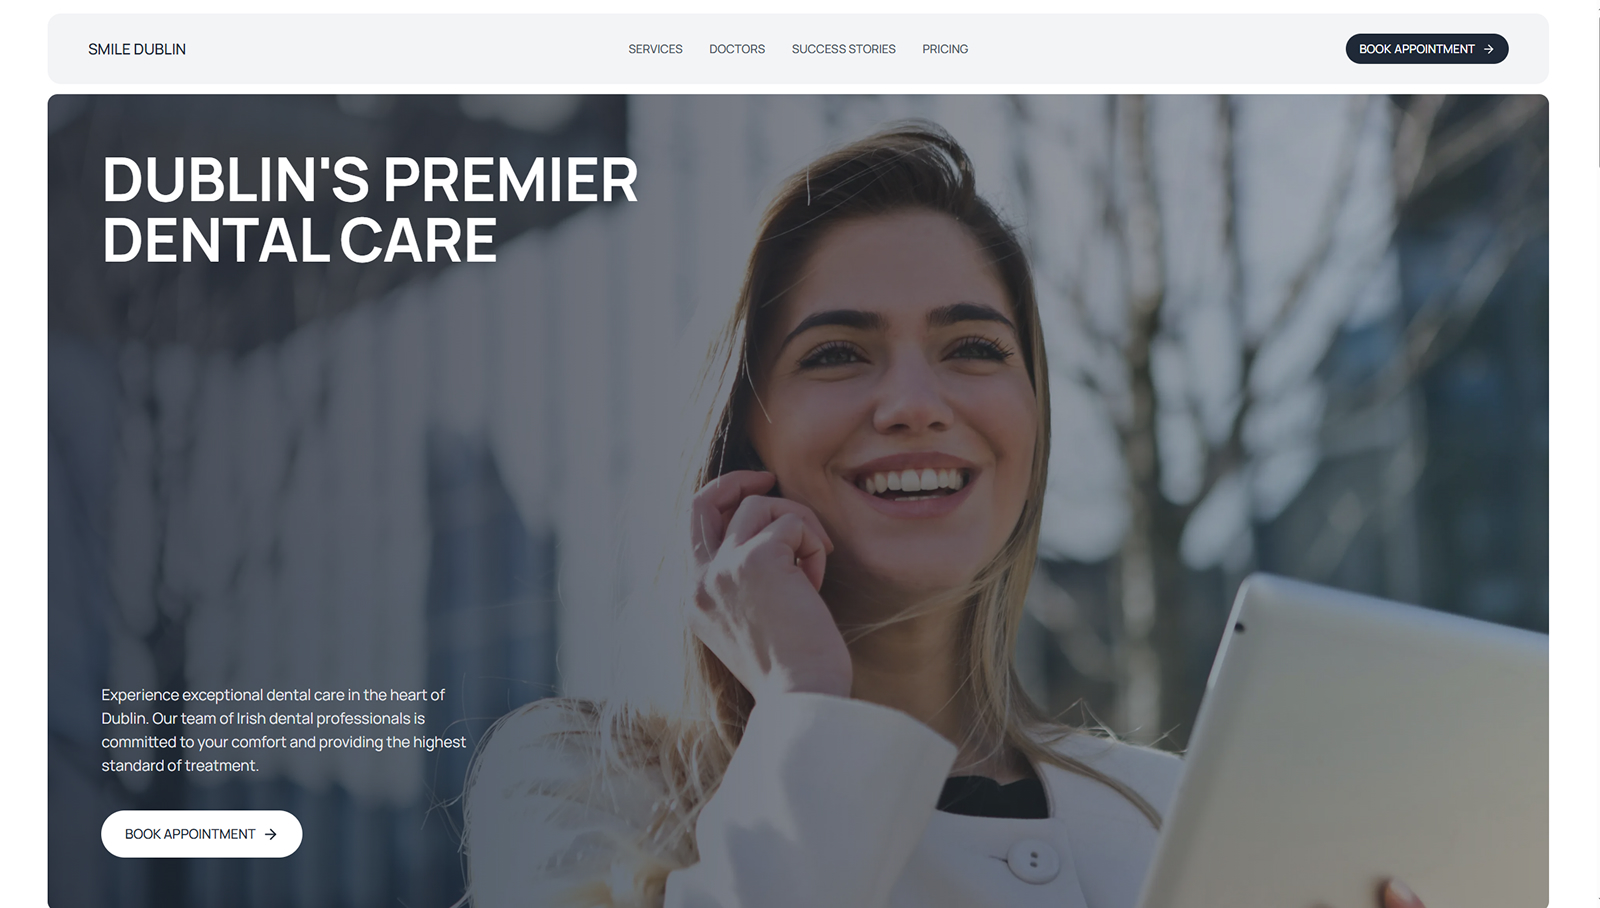 SMILE DUBLIN
SERVICES
DOCTORS
SUCCESS STORIES
PRICING
BOOK APPOINTMENT →
DUBLIN'S PREMIER
DENTAL CARE
Experience exceptional dental care in the heart of
Dublin. Our team of Irish dental professionals is
committed to your comfort and providing the highest
standard of treatment.
BOOK APPOINTMENT →